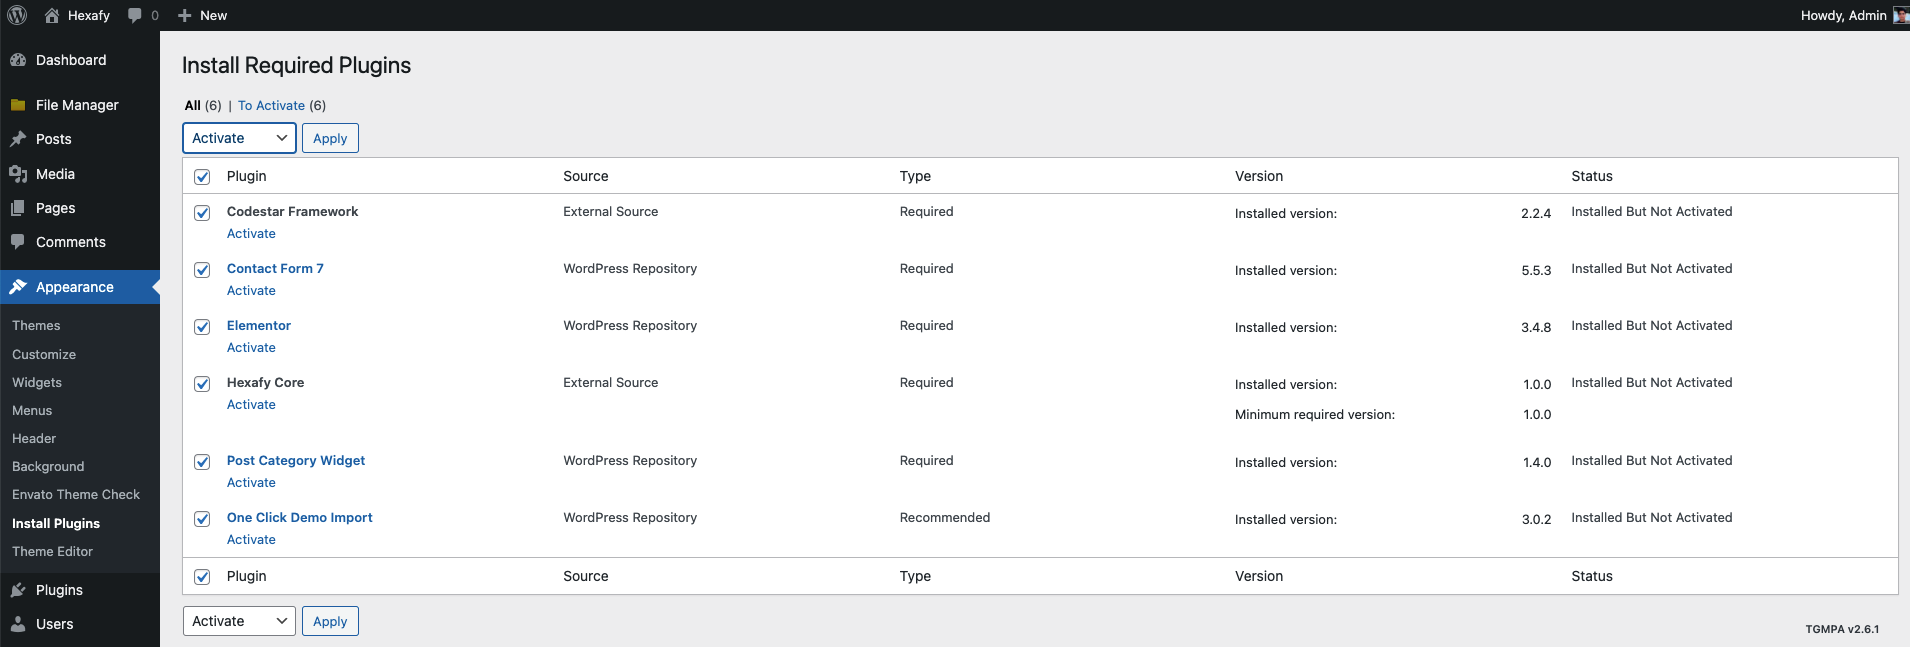 Hexafy 0 New Howdy, Admin
Dashboard
File Manager
Posts
Media
Pages
Comments
Appearance
Themes
Customize
Widgets
Menus
Header
Background
Envato Theme Check
Install Plugins
Theme Editor
Plugins
Users
Install Required Plugins
All (6) | To Activate (6)
Activate Apply
Plugin Source Type Version Status
Codestar Framework External Source Required Installed version: 2.2.4 Installed But Not Activated
Activate
Contact Form 7 WordPress Repository Required Installed version: 5.5.3 Installed But Not Activated
Activate
Elementor WordPress Repository Required Installed version: 3.4.8 Installed But Not Activated
Activate
Hexafy Core External Source Required Installed version: 1.0.0 Installed But Not Activated
Activate
Minimum required version: 1.0.0
Post Category Widget WordPress Repository Required Installed version: 1.4.0 Installed But Not Activated
Activate
One Click Demo Import WordPress Repository Recommended Installed version: 3.0.2 Installed But Not Activated
Activate
Plugin Source Type Version Status
Activate Apply
TGMPA v2.6.1